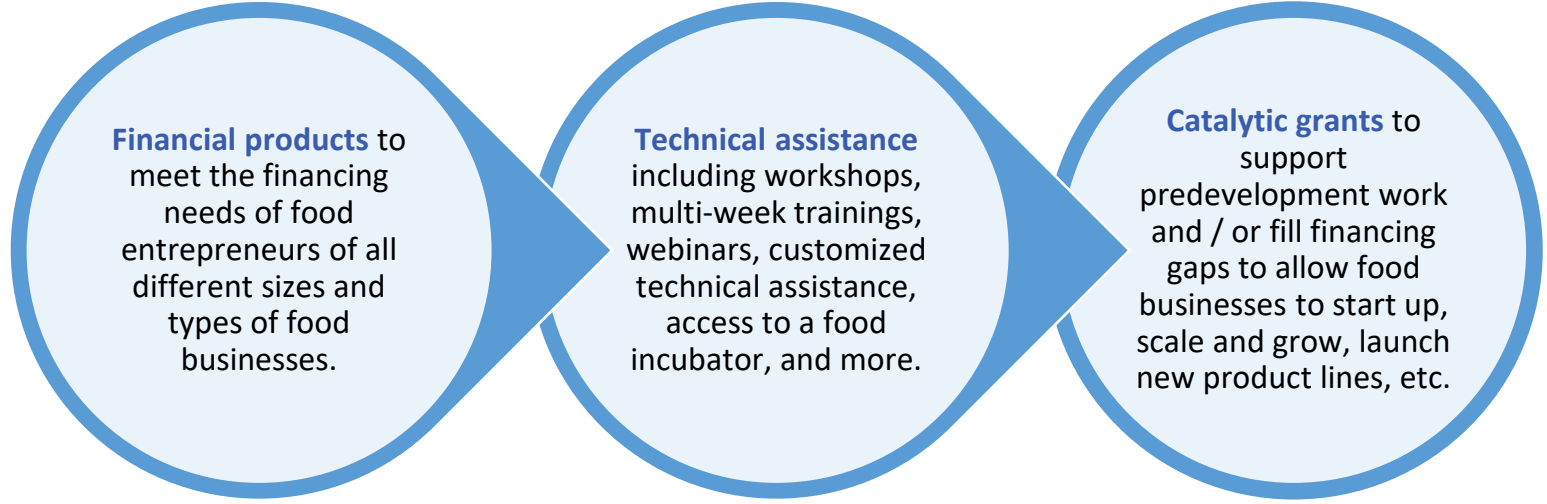 Financial products to
meet the financing
needs of food
entrepreneurs of all
different sizes and
types of food
businesses.
Technical assistance
including workshops,
multi-week trainings,
webinars, customized
technical assistance,
access to a food
incubator, and more.
Catalytic grants to
support
predevelopment work
and / or fill financing
gaps to allow food
businesses to start up,
scale and grow, launch
new product lines, etc.